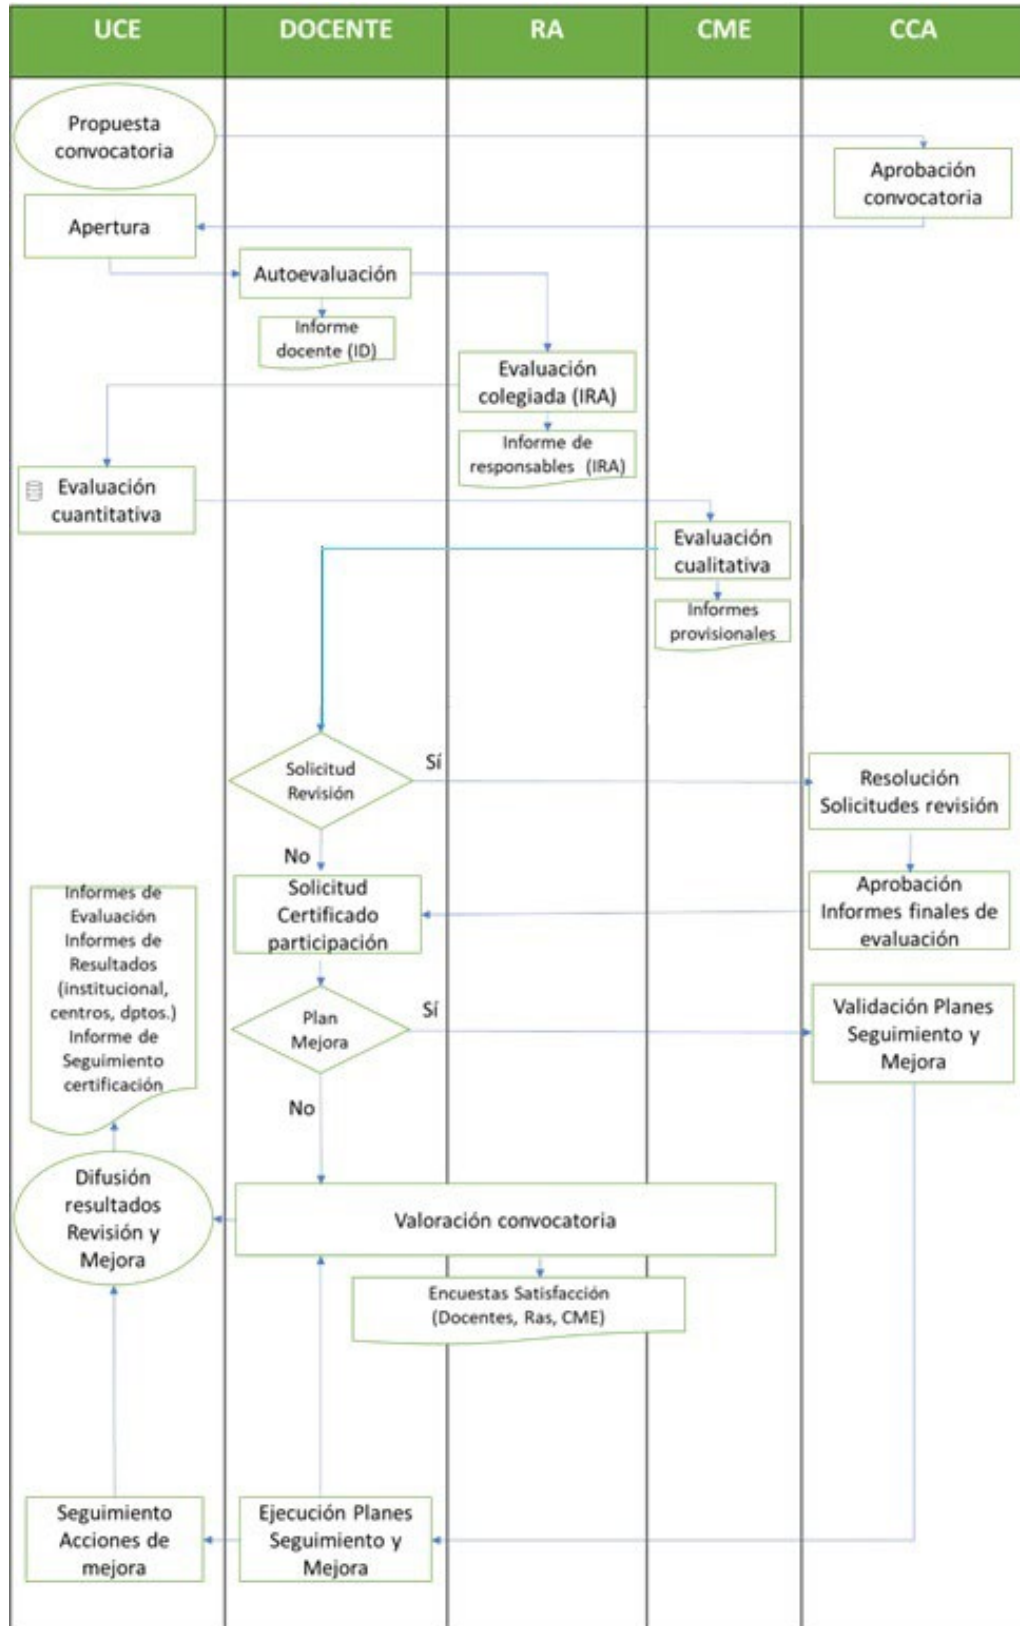 UCE
DOCENTE
RA
CME
CCA
Propuesta
convocatoria
Aprobación
convocatoria
Apertura
Autoevaluación
Informe
docente (ID)
Evaluación
colegiada (IRA)
Informe de
responsables (IRA)
Evaluación
cuantitativa
Evaluación
cualitativa
Informes
provisionales
Solicitud
Revisión
Sí
Resolución
Solicitudes revisión
No
Solicitud
Certificado
participación
Aprobación
Informes finales de
evaluación
Informes de
Evaluación
Informes de
Resultados
(institucional,
centros, dptos.)
Informe de
Seguimiento
certificación
Plan
Mejora
Sí
Validación Planes
Seguimiento y
Mejora
No
Difusión
resultados
Revisión y
Mejora
Valoración convocatoria
Encuestas Satisfacción
(Docentes, Ras, CME)
Seguimiento
Acciones de
mejora
Ejecución Planes
Seguimiento y
Mejora